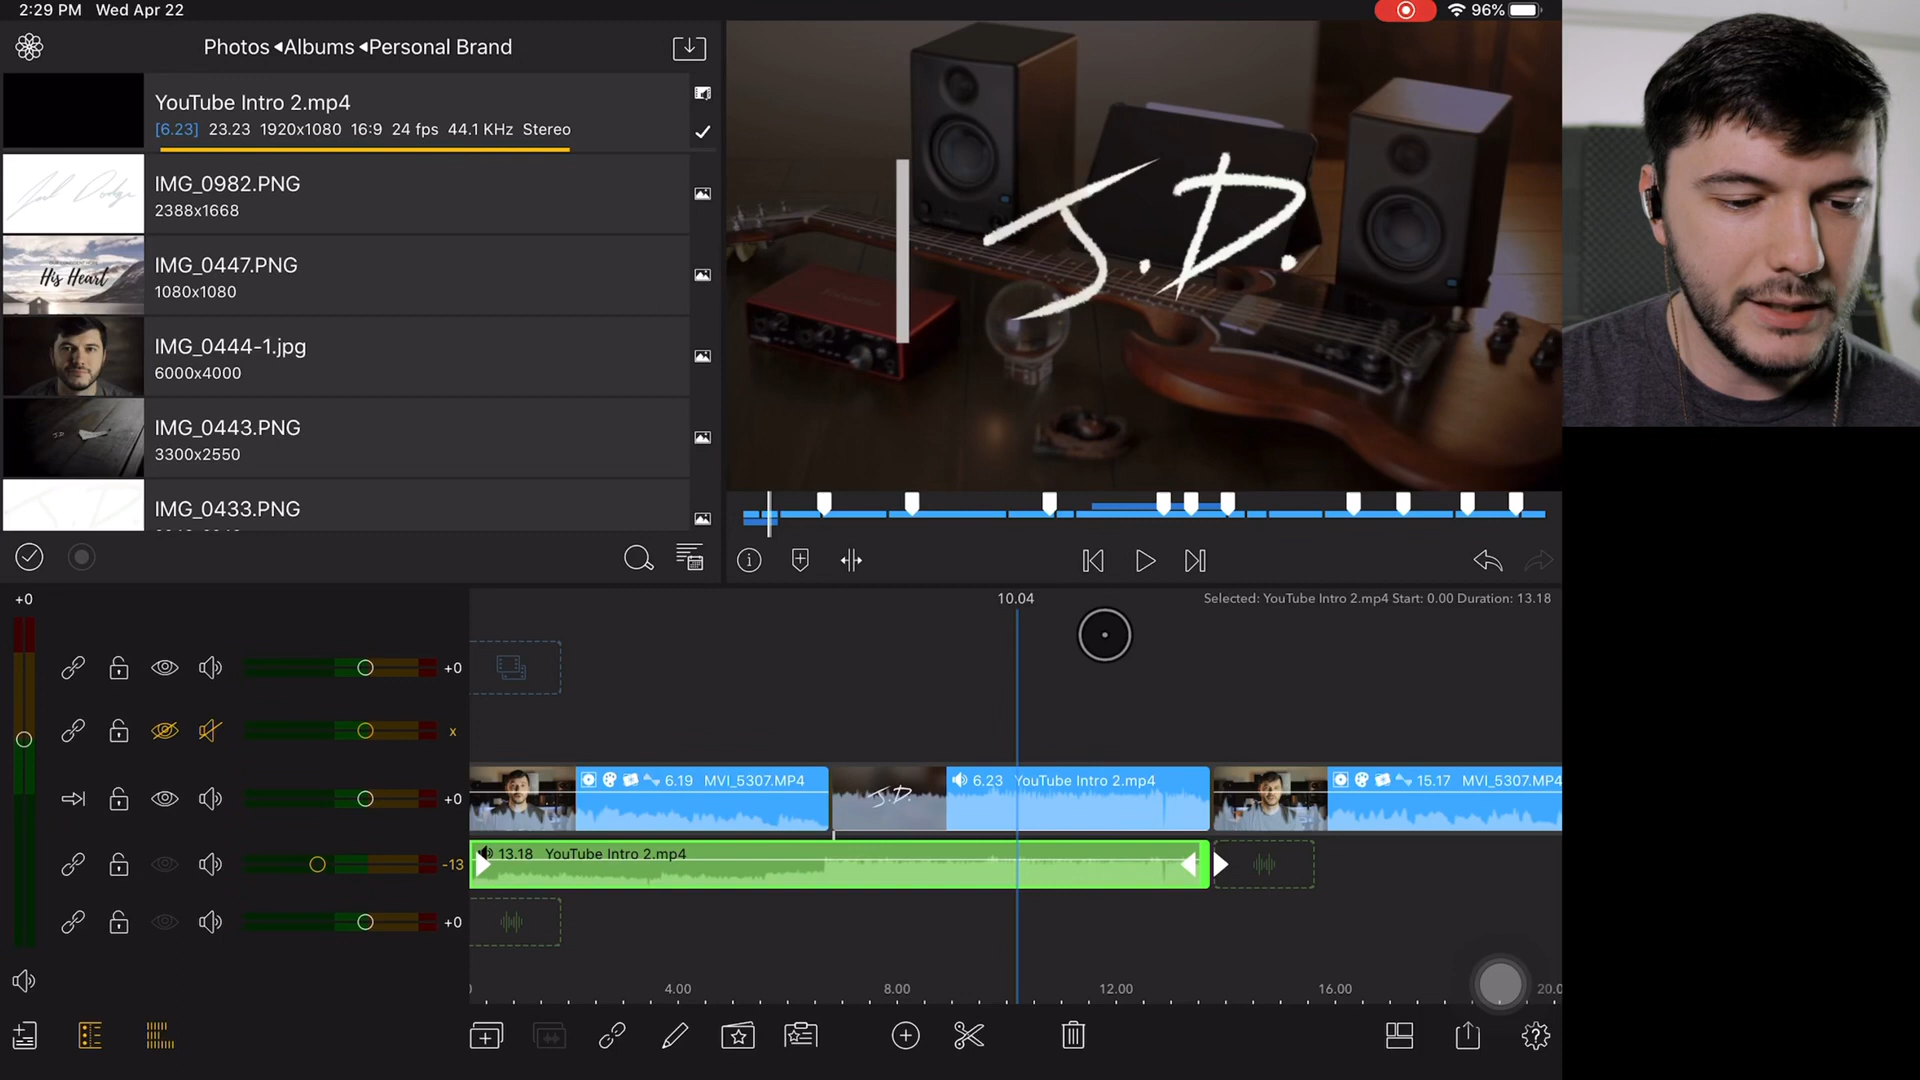 2:29 PM Wed Apr 22
96%
Photos ◂Albums ◂Personal Brand
YouTube Intro 2.mp4
[6.23] 23.23 1920x1080 16:9 24 fps 44.1 KHz Stereo
IMG_0982.PNG
2388x1668
IMG_0447.PNG
1080x1080
His Heart
IMG_0444-1.jpg
6000x4000
IMG_0443.PNG
3300x2550
IMG_0433.PNG
J.D.
+0
10.04
Selected: YouTube Intro 2.mp4 Start: 0.00 Duration: 13.18
+0
x
6.19 MVI_5307.MP4
J.D.
6.23 YouTube Intro 2.mp4
15.17 MVI_5307.MP4
+0
13.18 YouTube Intro 2.mp4
-13
+0
4.00
8.00
12.00
16.00
20.0